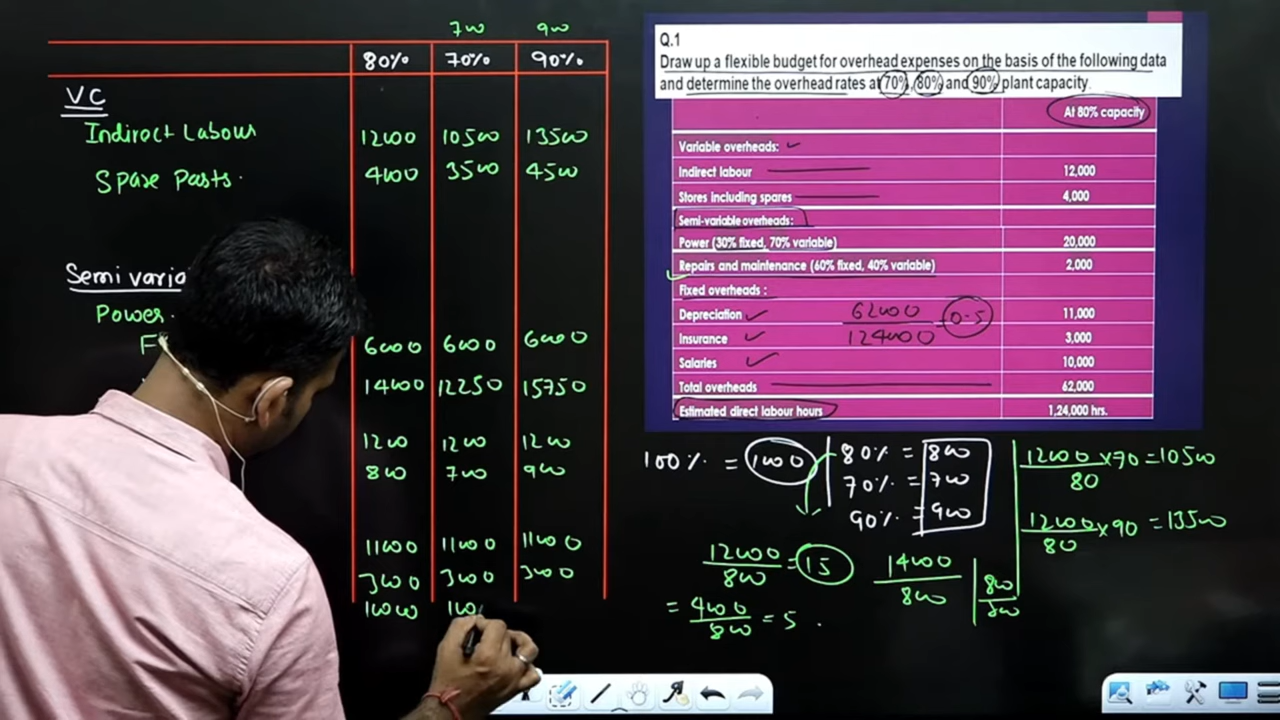 700 900
80% 70% 90%
VC
Indirect Labour 12000 10500 13500
Spare Parts. 4000 3500 4500
Semi varia
Power.
F 6000 6000 6000
14000 12250 15750
1200 1200 1200
800 700 900
11000 11000 11000
3000 3000 3000
10000 100
Q.1
Draw up a flexible budget for overhead expenses on the basis of the following data
and determine the overhead rates at 70%, 80% and 90% plant capacity
At 80% capacity
Variable overheads:
Indirect labour 12,000
Stores including spares 4,000
Semi-variable overheads:
Power (30% fixed, 70% variable) 20,000
Repairs and maintenance (60% fixed, 40% variable) 2,000
Fixed overheads :
Depreciation 62000 0.5 11,000
Insurance 124000 3,000
Salaries 10,000
Total overheads 62,000
Estimated direct labour hours 1,24,000 hrs.
100% = 1000
80% = 800
70% = 700
90% = 900
12000/800 = 15
= 4000/800 = 5 .
14000/800
800/800
12000/80 × 70 = 10500
12000/80 × 90 = 13500